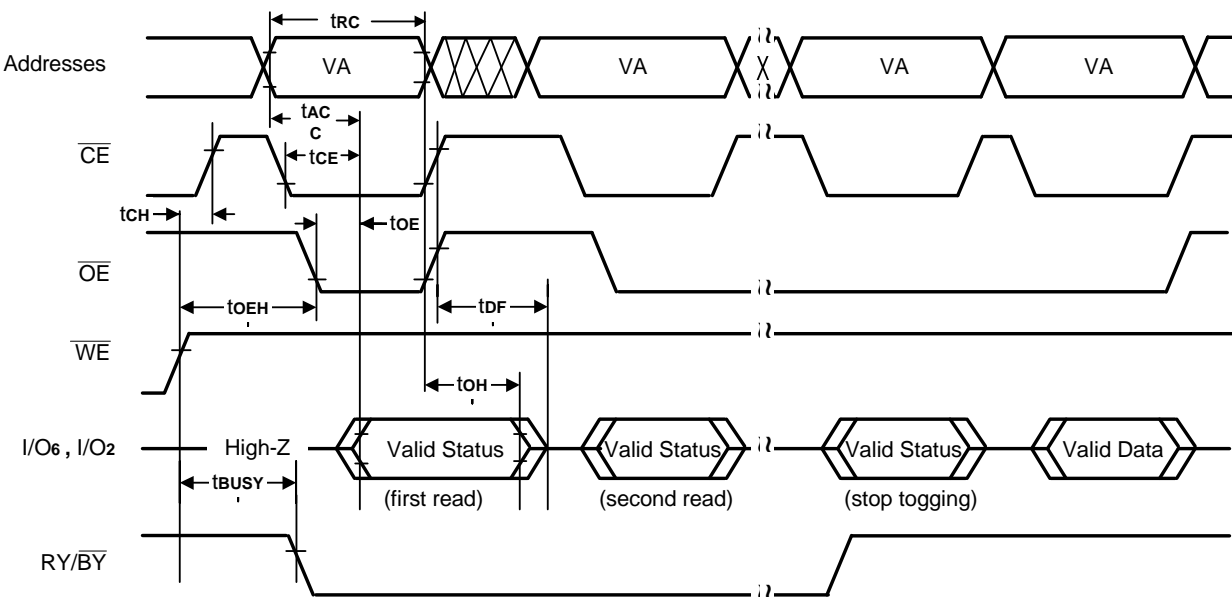 tRC
Addresses VA VA VA VA
tAC
C
CE
tCE
tCH
tOE
OE
tOEH
tDF
WE
tOH
I/O6 , I/O2 High-Z Valid Status Valid Status Valid Status Valid Data
tBUSY
(first read) (second read) (stop togging)
RY/BY